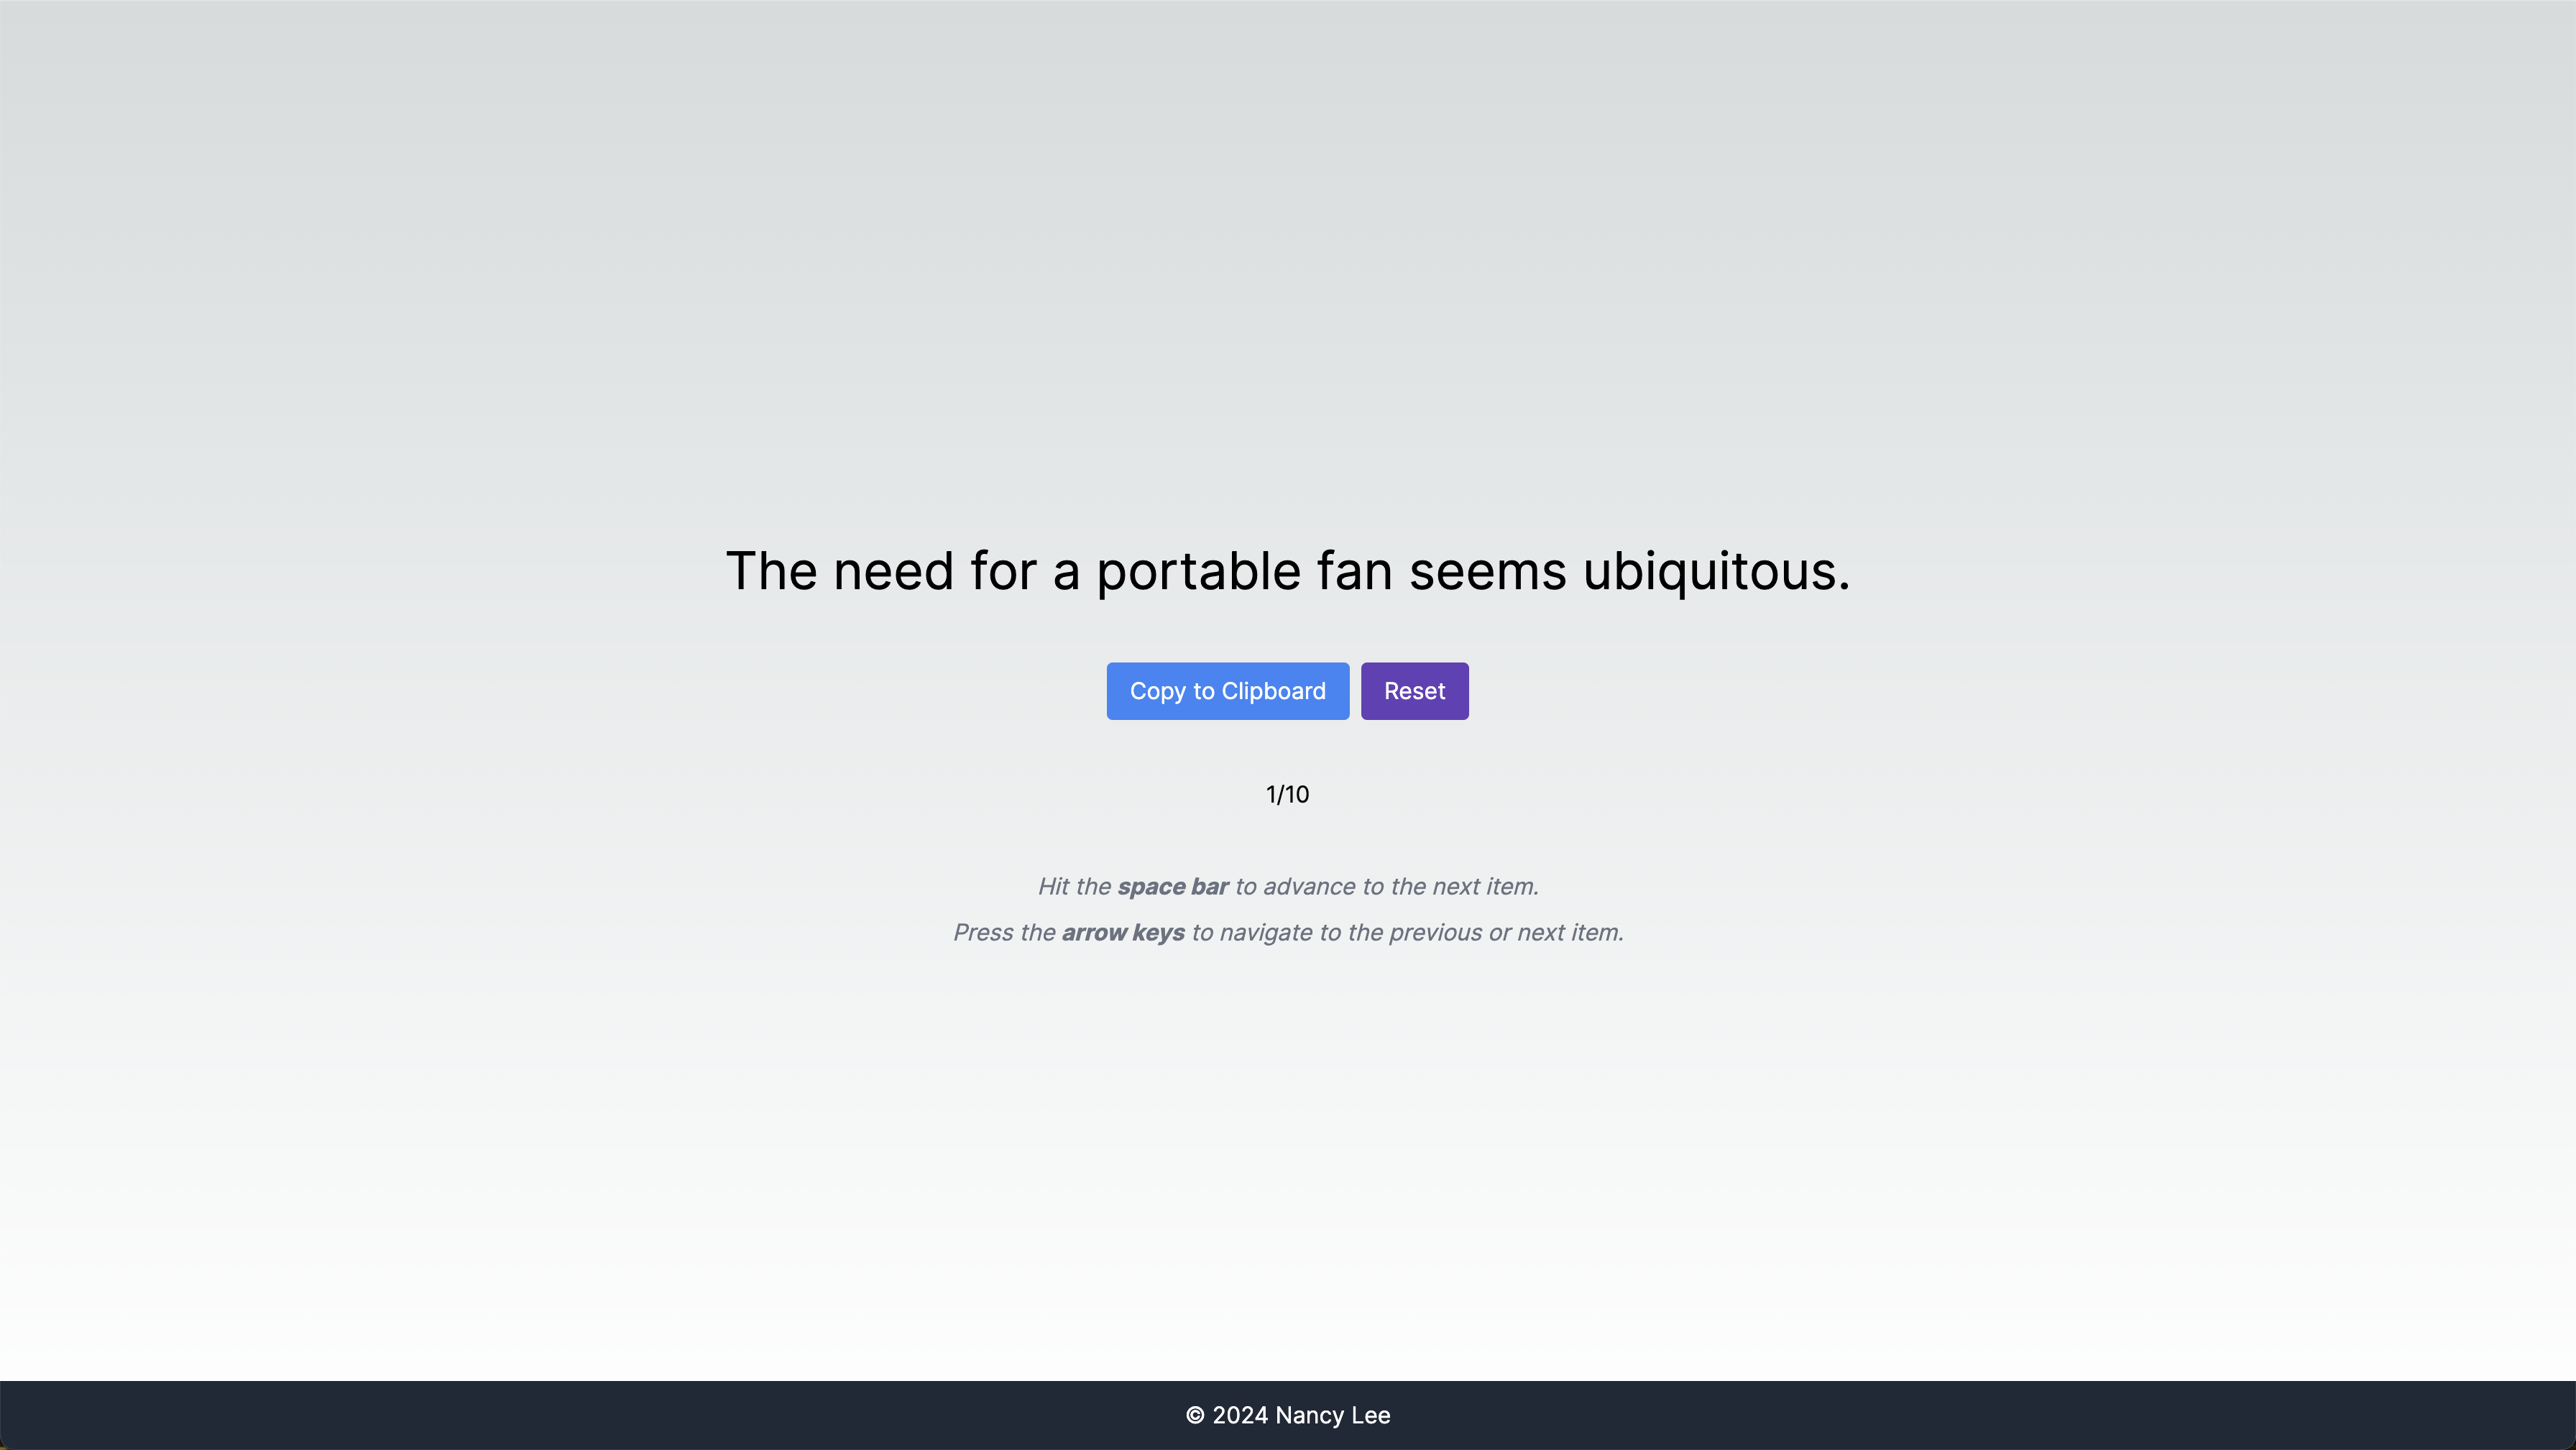 The need for a portable fan seems ubiquitous.
Copy to Clipboard Reset
1/10
Hit the space bar to advance to the next item.
Press the arrow keys to navigate to the previous or next item.
© 2024 Nancy Lee